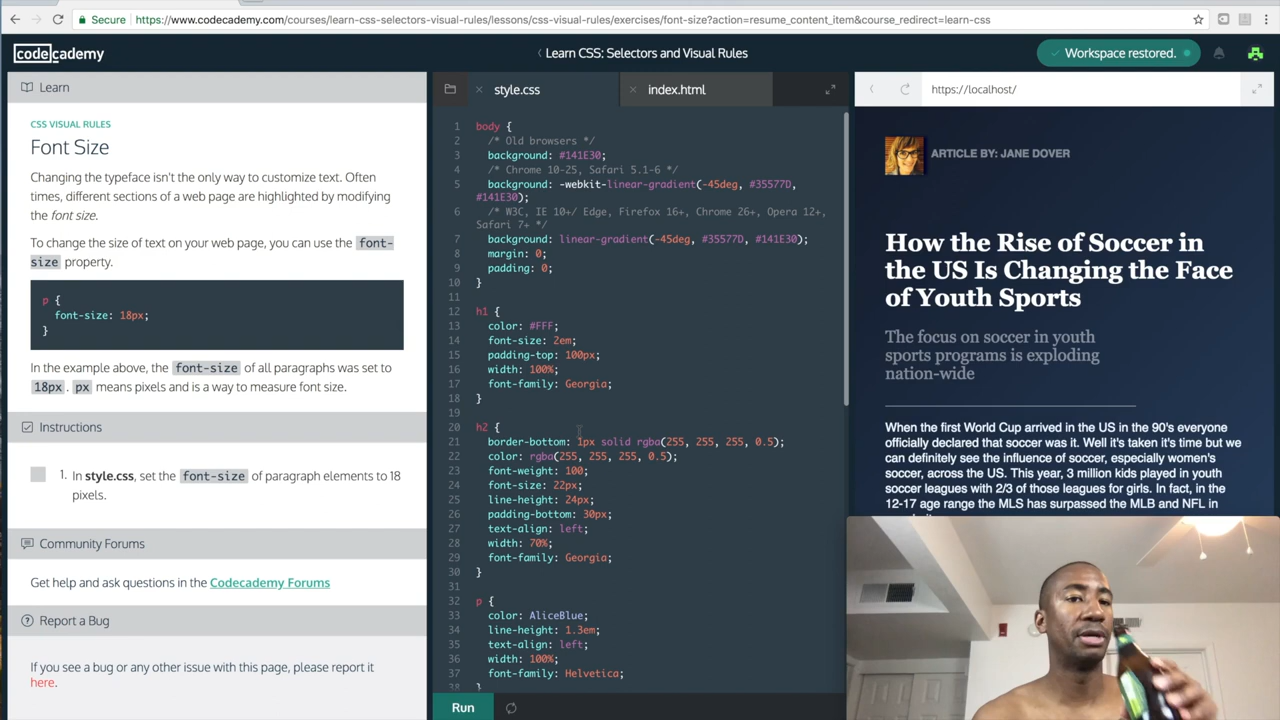 Secure https://www.codecademy.com/courses/learn-css-selectors-visual-rules/lessons/css-visual-rules/exercises/font-size?action=resume_content_item&course_redirect=learn-css
codecademy
Learn CSS: Selectors and Visual Rules
Workspace restored.
Learn
CSS VISUAL RULES
Font Size
Changing the typeface isn't the only way to customize text. Often
times, different sections of a web page are highlighted by modifying
the font size.
To change the size of text on your web page, you can use the font-
size property.
p {
font-size: 18px;
}
In the example above, the font-size of all paragraphs was set to
18px. px means pixels and is a way to measure font size.
Instructions
1. In style.css, set the font-size of paragraph elements to 18
pixels.
Community Forums
Get help and ask questions in the Codecademy Forums
Report a Bug
If you see a bug or any other issue with this page, please report it
here.
style.css
index.html
1 body {
2 /* Old browsers */
3 background: #141E30;
4 /* Chrome 10-25, Safari 5.1-6 */
5 background: -webkit-linear-gradient(-45deg, #35577D,
#141E30);
6 /* W3C, IE 10+/ Edge, Firefox 16+, Chrome 26+, Opera 12+,
Safari 7+ */
7 background: linear-gradient(-45deg, #35577D, #141E30);
8 margin: 0;
9 padding: 0;
10 }
11
12 h1 {
13 color: #FFF;
14 font-size: 2em;
15 padding-top: 100px;
16 width: 100%;
17 font-family: Georgia;
18 }
19
20 h2 {
21 border-bottom: 1px solid rgba(255, 255, 255, 0.5);
22 color: rgba(255, 255, 255, 0.5);
23 font-weight: 100;
24 font-size: 22px;
25 line-height: 24px;
26 padding-bottom: 30px;
27 text-align: left;
28 width: 70%;
29 font-family: Georgia;
30 }
31
32 p {
33 color: AliceBlue;
34 line-height: 1.3em;
35 text-align: left;
36 width: 100%;
37 font-family: Helvetica;
38 }
Run
https://localhost/
ARTICLE BY: JANE DOVER
How the Rise of Soccer in
the US Is Changing the Face
of Youth Sports
The focus on soccer in youth
sports programs is exploding
nation-wide
When the first World Cup arrived in the US in the 90's everyone
officially declared that soccer was it. Well it's taken it's time but we
can definitely see the influence of soccer, especially women's
soccer, across the US. This year, 3 million kids played in youth
soccer leagues with 2/3 of those leagues for girls. In fact, in the
12-17 age range the MLS has surpassed the MLB and NFL in